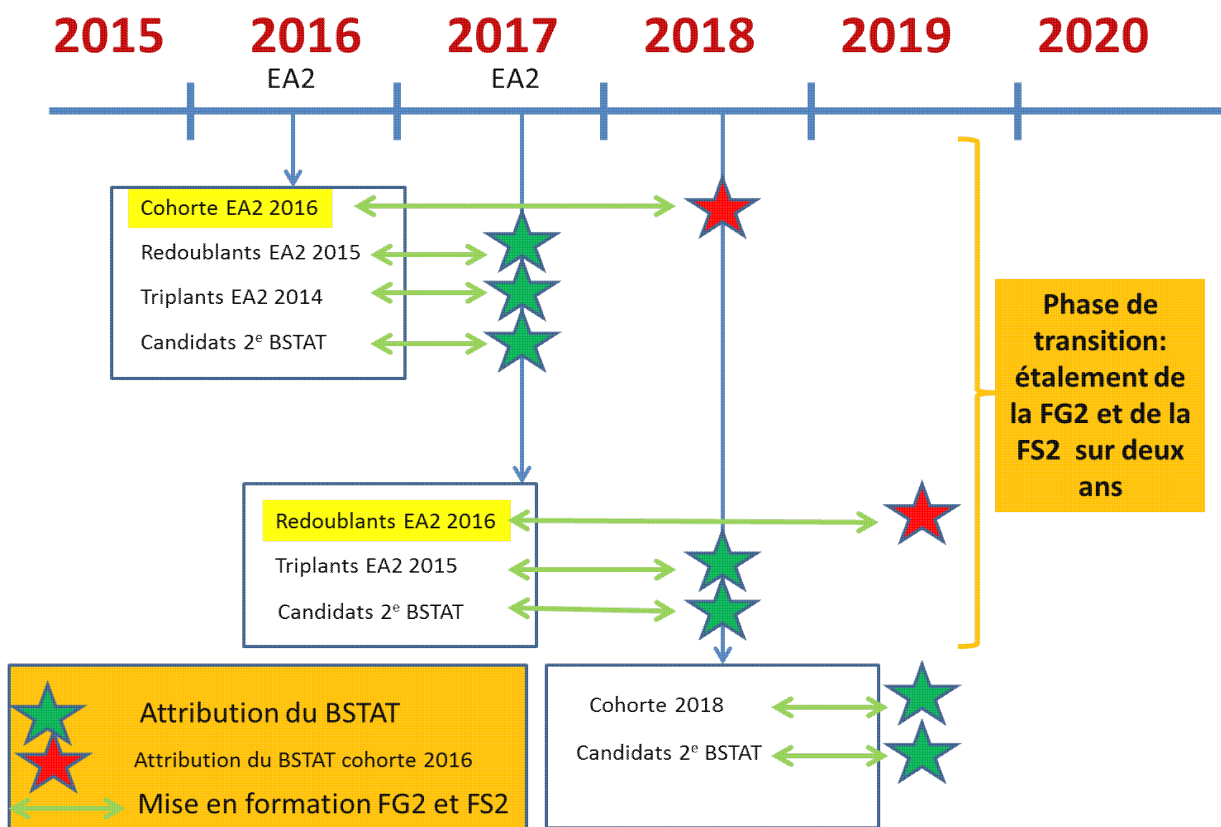 2015 2016 2017 2018 2019 2020
EA2 EA2
Cohorte EA2 2016
Redoublants EA2 2015
Triplants EA2 2014
Candidats 2e BSTAT
Phase de
transition:
étalement de
la FG2 et de la
FS2 sur deux
ans
Redoublants EA2 2016
Triplants EA2 2015
Candidats 2e BSTAT
Attribution du BSTAT
Attribution du BSTAT cohorte 2016
Mise en formation FG2 et FS2
Cohorte 2018
Candidats 2e BSTAT